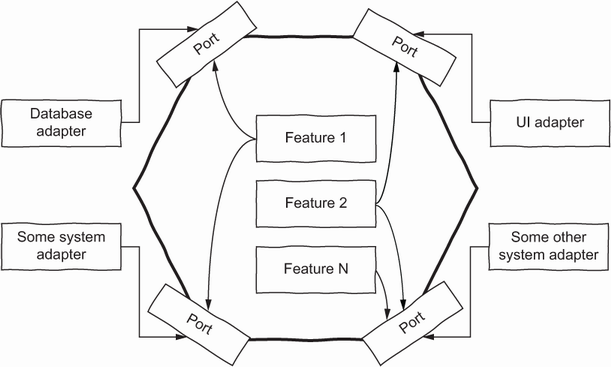 Port
Port
Database
adapter
Feature 1
UI adapter
Feature 2
Some system
adapter
Some other
system adapter
Feature N
Port
Port